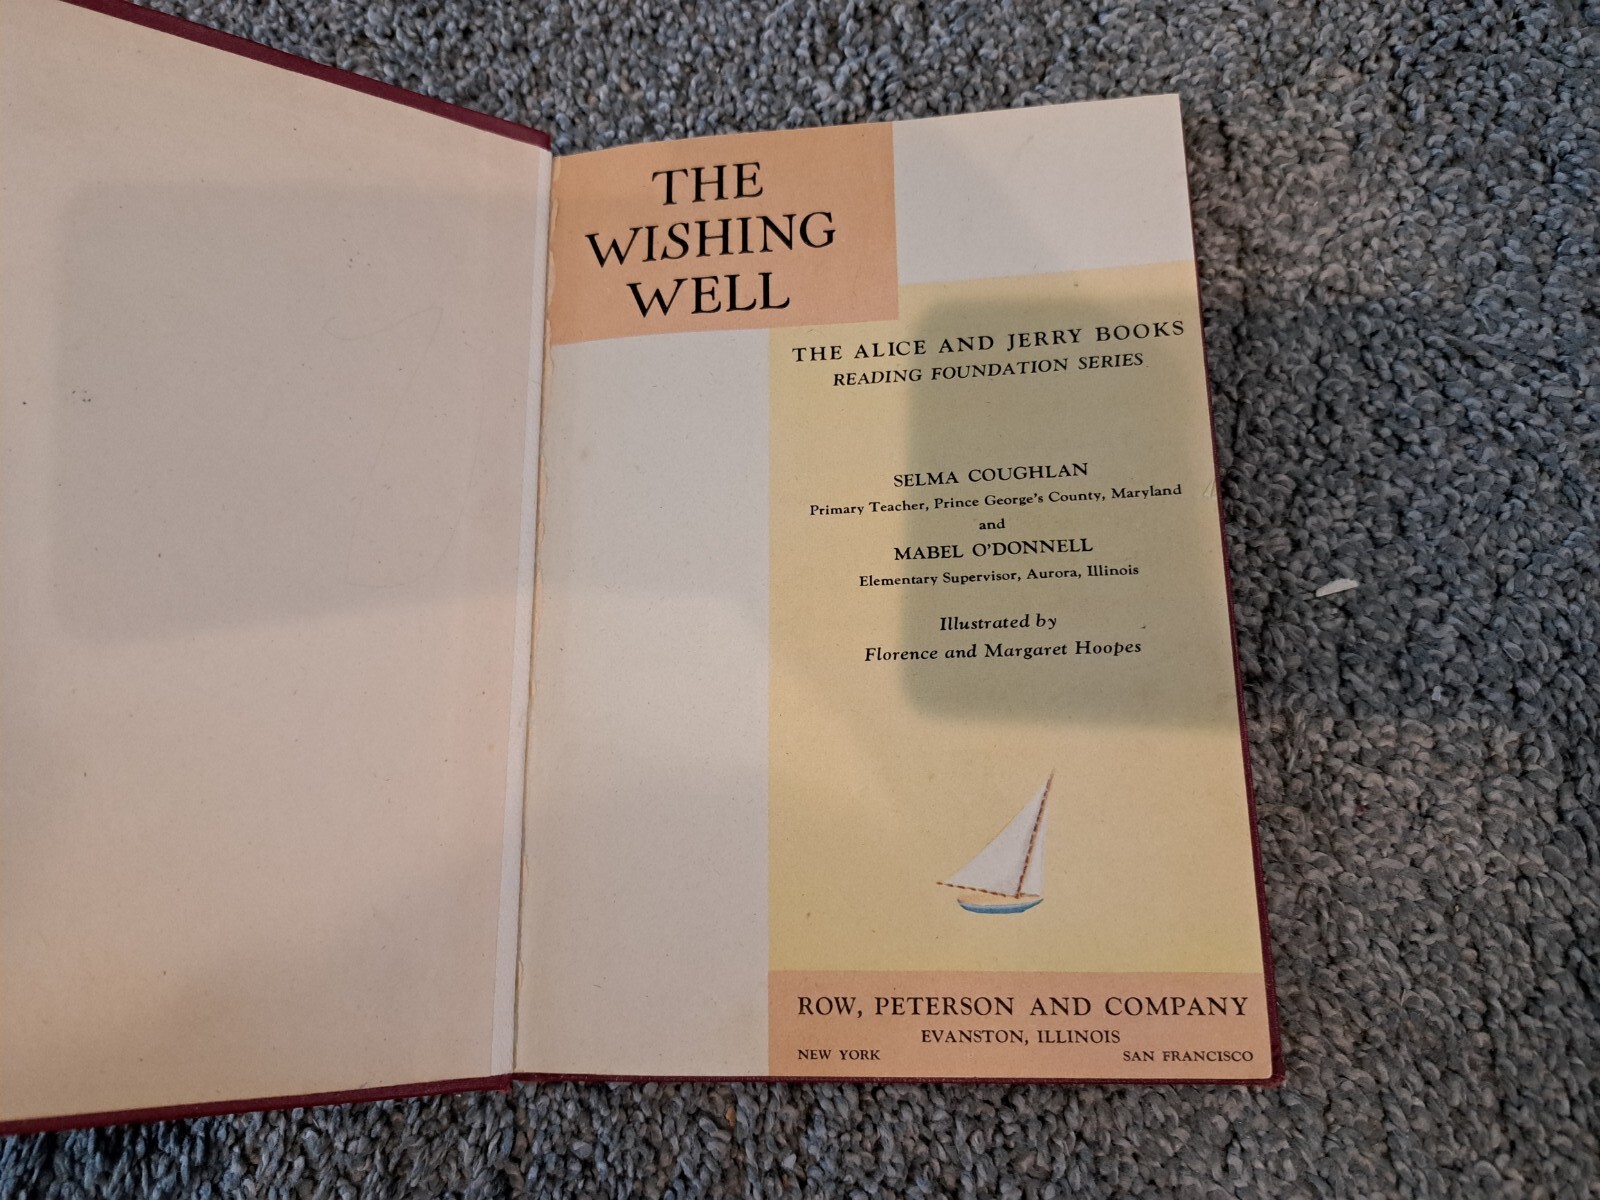 THE
WISHING
WELL
THE ALICE AND JERRY BOOKS
READING FOUNDATION SERIES
SELMA COUGHLAN
Primary Teacher, Prince George's County, Maryland
and
MABEL O'DONNELL
Elementary Supervisor, Aurora, Illinois
Illustrated by
Florence and Margaret Hoopes
ROW, PETERSON AND COMPANY
EVANSTON, ILLINOIS
NEW YORK SAN FRANCISCO